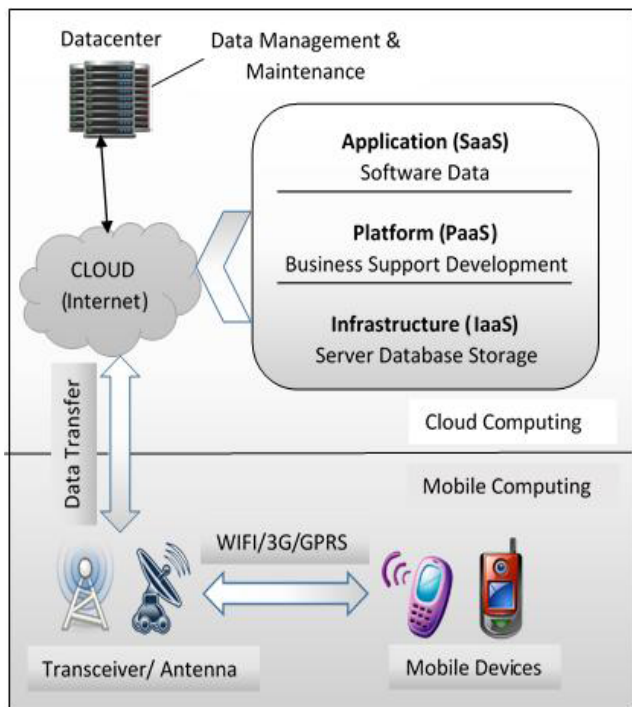 Datacenter
Data Management &
Maintenance
Application (SaaS)
Software Data
Platform (PaaS)
Business Support Development
Infrastructure (IaaS)
Server Database Storage
CLOUD
(Internet)
Data Transfer
Cloud Computing
Mobile Computing
WIFI/3G/GPRS
Transceiver/ Antenna
Mobile Devices